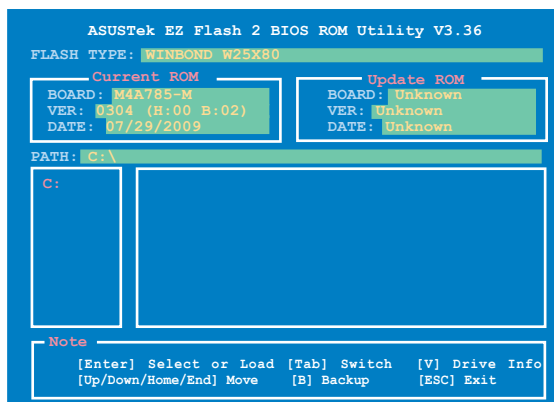 ASUSTek EZ Flash 2 BIOS ROM Utility V3.36
FLASH TYPE: WINBOND W25X80
Current ROM
BOARD: M4A785-M
VER: 0304 (H:00 B:02)
DATE: 07/29/2009
Update ROM
BOARD: Unknown
VER: Unknown
DATE: Unknown
PATH: C:\
C:
Note
[Enter] Select or Load [Tab] Switch [V] Drive Info
[Up/Down/Home/End] Move [B] Backup [ESC] Exit